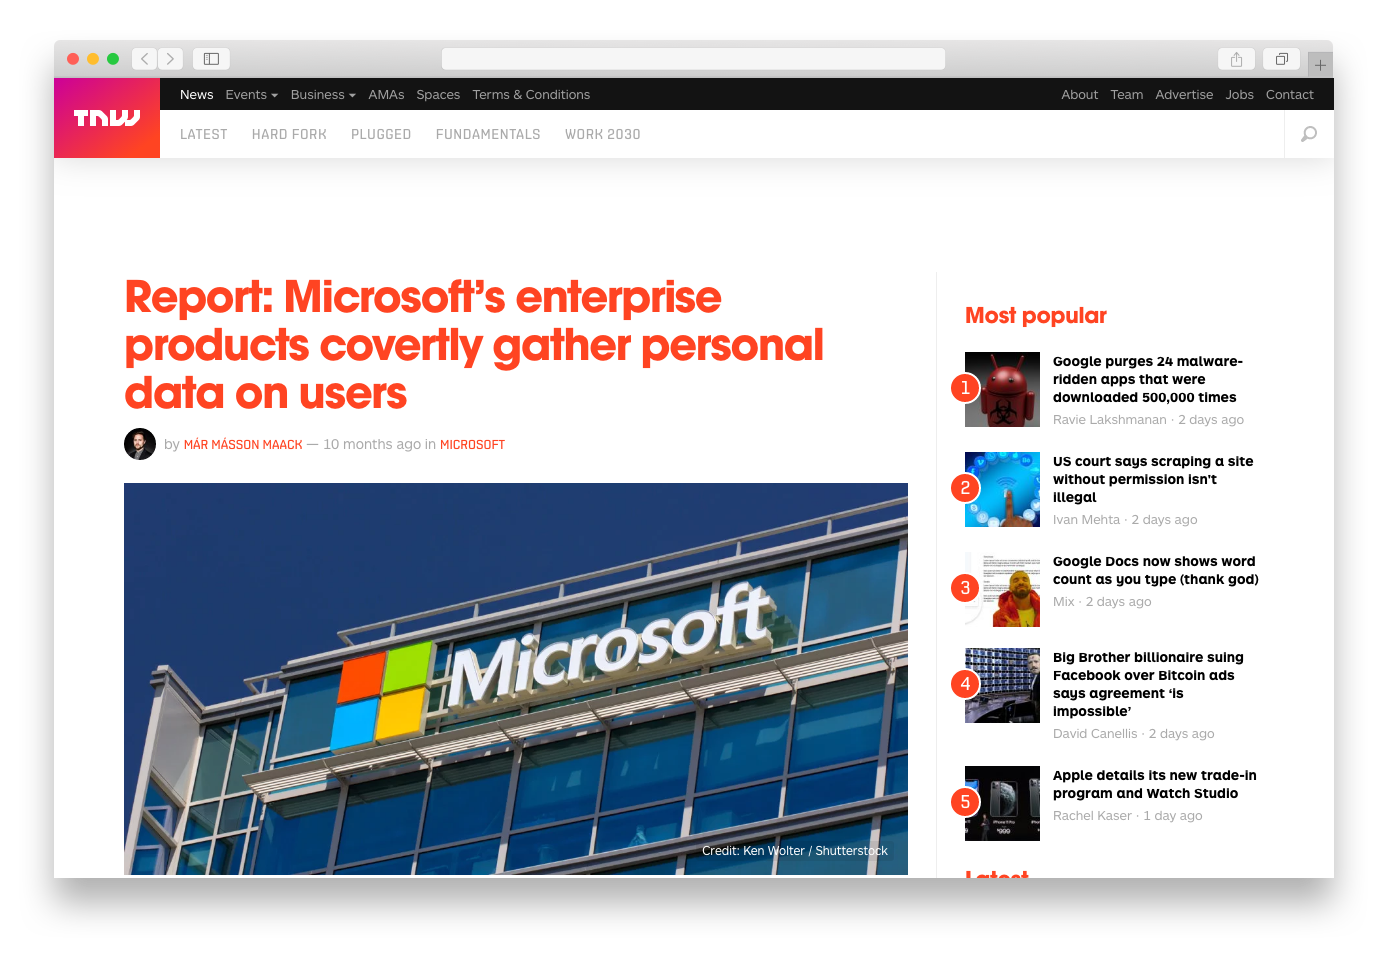 TNW
News Events Business AMAs Spaces Terms & Conditions
About Team Advertise Jobs Contact
LATEST HARD FORK PLUGGED FUNDAMENTALS WORK 2030
Report: Microsoft’s enterprise
products covertly gather personal
data on users
by MÁR MÁSSON MAACK — 10 months ago in MICROSOFT
Microsoft
Credit: Ken Wolter / Shutterstock
Most popular
1
Google purges 24 malware-
ridden apps that were
downloaded 500,000 times
Ravie Lakshmanan · 2 days ago
2
US court says scraping a site
without permission isn’t
illegal
Ivan Mehta · 2 days ago
3
Google Docs now shows word
count as you type (thank god)
Mix · 2 days ago
4
Big Brother billionaire suing
Facebook over Bitcoin ads
says agreement ‘is
impossible’
David Canellis · 2 days ago
5
Apple details its new trade-in
program and Watch Studio
Rachel Kaser · 1 day ago
Latest